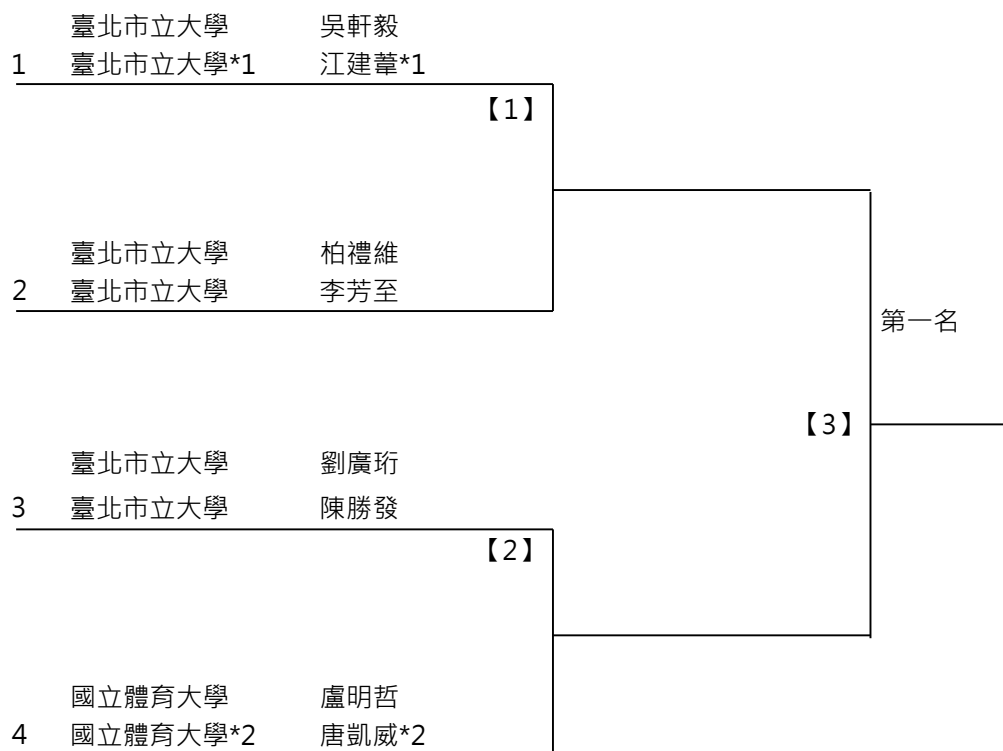 臺北市立大學 吳軒毅
1 臺北市立大學*1 江建葦*1
【1】
臺北市立大學 柏禮維
2 臺北市立大學 李芳至
第一名
【3】
臺北市立大學 劉廣珩
3 臺北市立大學 陳勝發
【2】
國立體育大學 盧明哲
4 國立體育大學*2 唐凱威*2